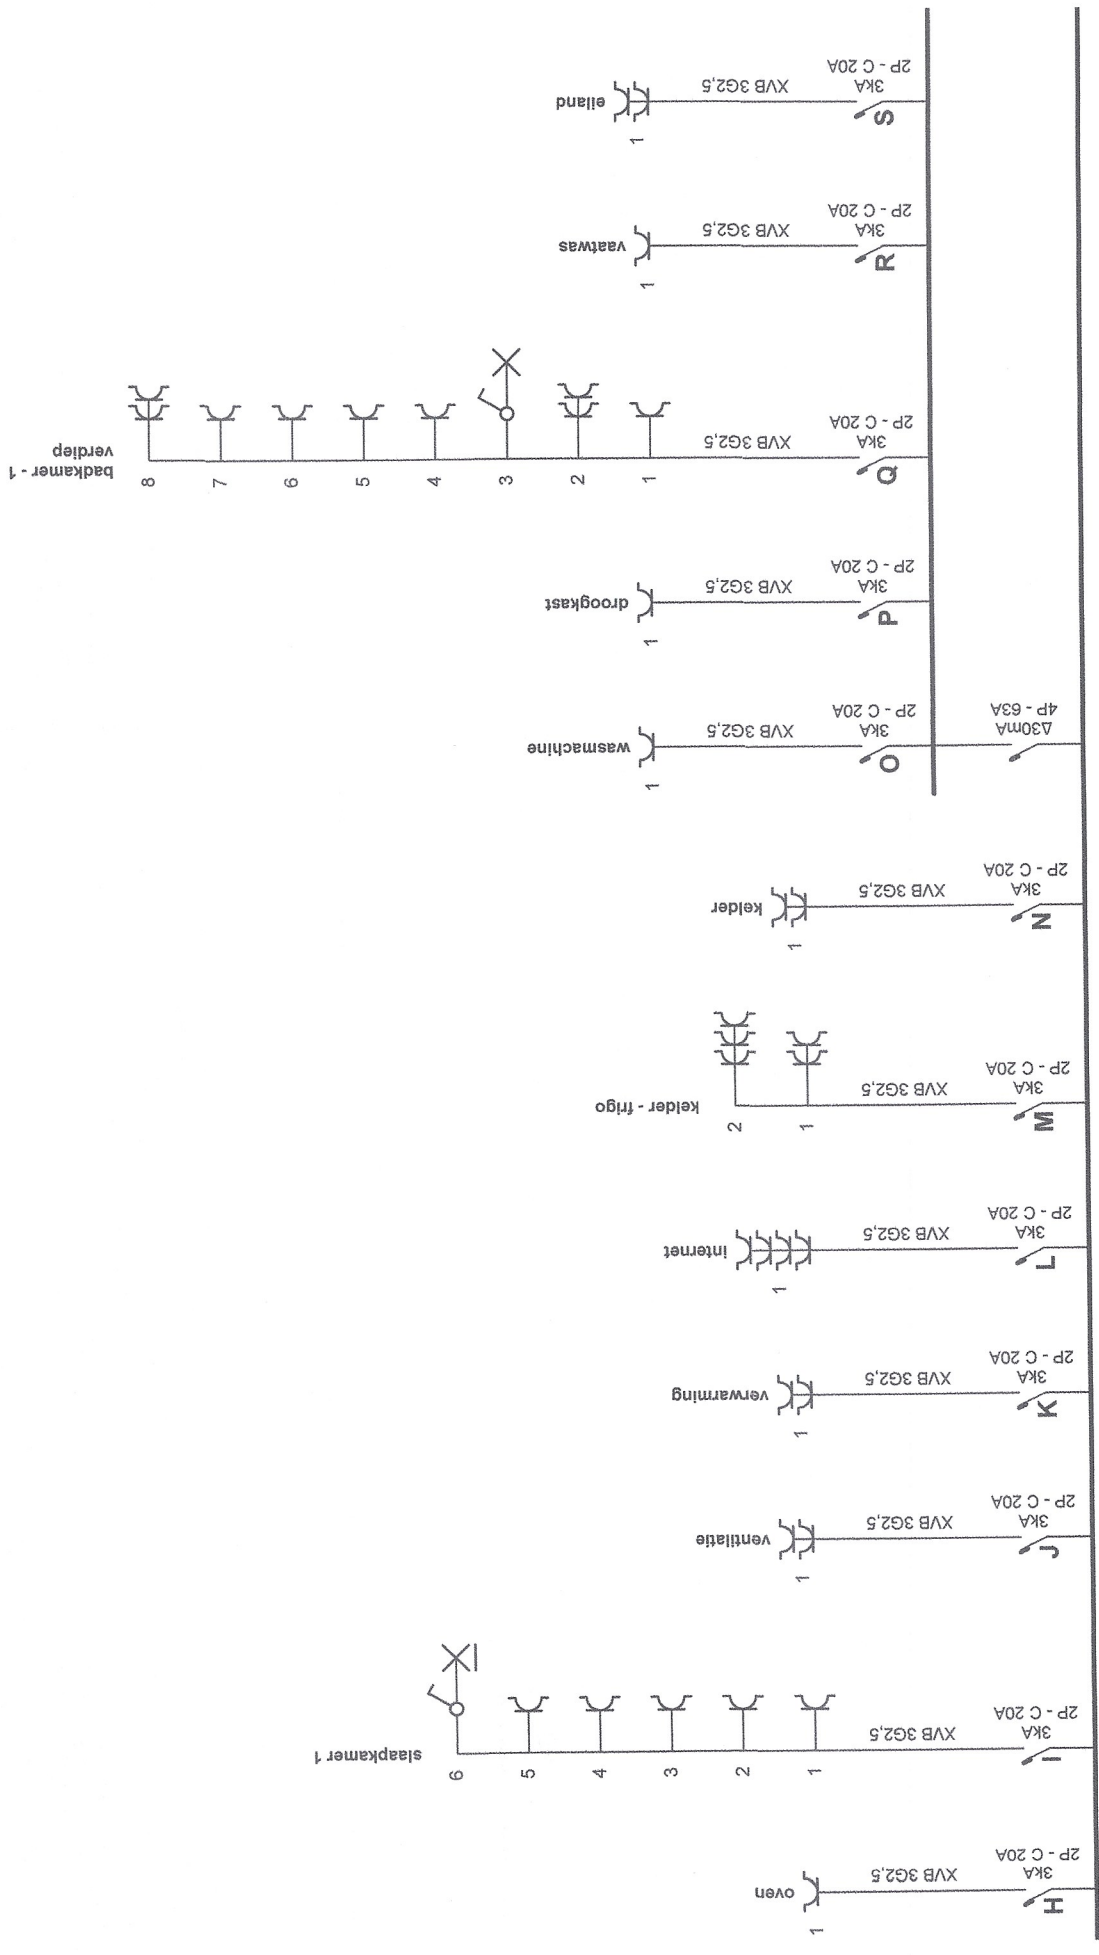 oven
1
XVB 3G2,5
H
3kA
2P - C 20A
slaapkamer 1
6
5
4
3
2
1
XVB 3G2,5
I
3kA
2P - C 20A
ventilatie
1
XVB 3G2,5
J
3kA
2P - C 20A
verwarming
1
XVB 3G2,5
K
3kA
2P - C 20A
internet
1
XVB 3G2,5
L
3kA
2P - C 20A
kelder - frigo
2
1
XVB 3G2,5
M
3kA
2P - C 20A
kelder
1
XVB 3G2,5
N
3kA
2P - C 20A
wasmachine
1
XVB 3G2,5
O
3kA
2P - C 20A
Δ30mA
4P - 63A
droogkast
1
XVB 3G2,5
P
3kA
2P - C 20A
badkamer - 1
verdiep
8
7
6
5
4
3
2
1
XVB 3G2,5
Q
3kA
2P - C 20A
vaatwas
1
XVB 3G2,5
R
3kA
2P - C 20A
eiland
1
XVB 3G2,5
S
3kA
2P - C 20A